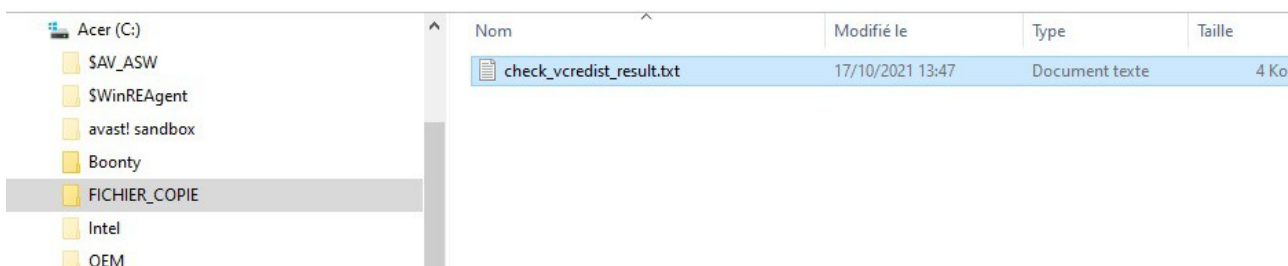 Acer (C:)
$AV_ASW
$WinREAgent
avast! sandbox
Boonty
FICHIER_COPIE
Intel
OEM
Nom Modifié le Type Taille
check_vcredist_result.txt 17/10/2021 13:47 Document texte 4 Ko